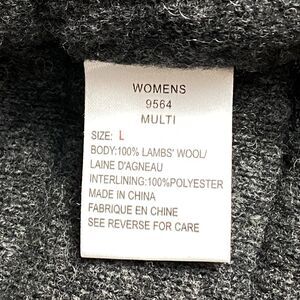 WOMENS
9564
MULTI
SIZE: L
BODY:100% LAMBS' WOOL/
LAINE D'AGNEAU
INTERLINING:100%POLYESTER
MADE IN CHINA
FABRIQUE EN CHINE
SEE REVERSE FOR CARE